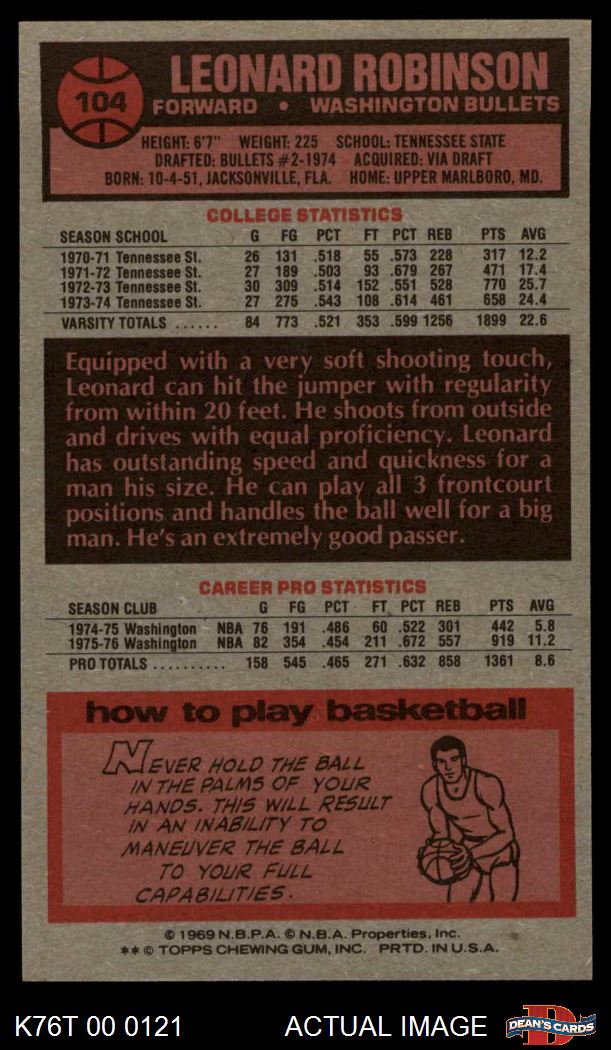 104
LEONARD ROBINSON
FORWARD • WASHINGTON BULLETS
HEIGHT: 6'7" WEIGHT: 225 SCHOOL: TENNESSEE STATE
DRAFTED: BULLETS #2-1974 ACQUIRED: VIA DRAFT
BORN: 10-4-51, JACKSONVILLE, FLA. HOME: UPPER MARLBORO, MD.
COLLEGE STATISTICS
SEASON SCHOOL G FG PCT FT PCT REB PTS AVG
1970-71 Tennessee St. 26 131 .518 55 .573 228 317 12.2
1971-72 Tennessee St. 27 189 .503 93 .679 267 471 17.4
1972-73 Tennessee St. 30 309 .514 152 .551 528 770 25.7
1973-74 Tennessee St. 27 275 .543 108 .614 461 658 24.4
VARSITY TOTALS ...... 84 773 .521 353 .599 1256 1899 22.6
Equipped with a very soft shooting touch,
Leonard can hit the jumper with regularity
from within 20 feet. He shoots from outside
and drives with equal proficiency. Leonard
has outstanding speed and quickness for a
man his size. He can play all 3 frontcourt
positions and handles the ball well for a big
man. He's an extremely good passer.
CAREER PRO STATISTICS
SEASON CLUB G FG PCT FT PCT REB PTS AVG
1974-75 Washington NBA 76 191 .486 60 .522 301 442 5.8
1975-76 Washington NBA 82 354 .454 211 .672 557 919 11.2
PRO TOTALS .......... 158 545 .465 271 .632 858 1361 8.6
how to play basketball
NEVER HOLD THE BALL
IN THE PALMS OF YOUR
HANDS. THIS WILL RESULT
IN AN INABILITY TO
MANEUVER THE BALL
TO YOUR FULL
CAPABILITIES.
© 1969 N.B.P.A. © N.B.A. Properties, Inc.
**© TOPPS CHEWING GUM, INC. PRTD. IN U.S.A.
K76T 00 0121 ACTUAL IMAGE
D
DEAN'S CARDS